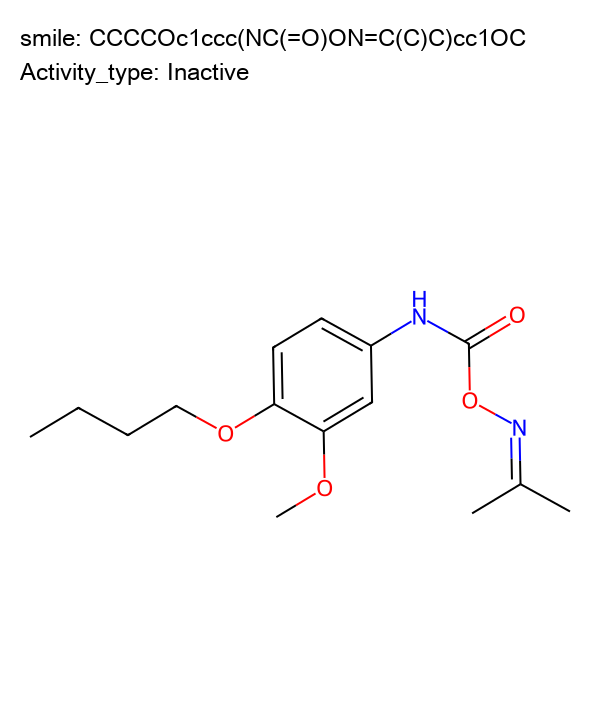 smile: CCCCOc1ccc(NC(=O)ON=C(C)C)cc1OC
Activity_type: Inactive
H
N
O
O
N
O
O